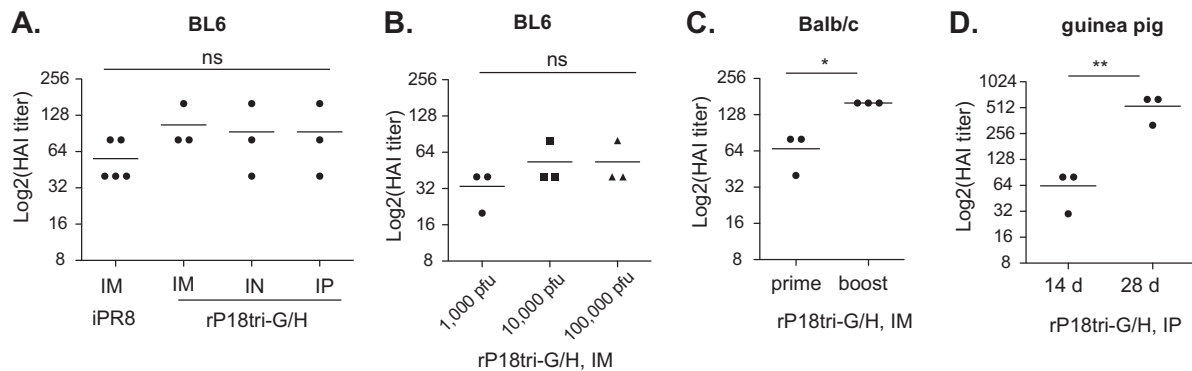 A.
BL6
ns
Log2(HAI titer)
256
128
64
32
16
8
IM
IM
IN
IP
iPR8
rP18tri-G/H
B.
BL6
ns
Log2(HAI titer)
256
128
64
32
16
8
1,000 pfu
10,000 pfu
100,000 pfu
rP18tri-G/H, IM
C.
Balb/c
*
Log2(HAI titer)
256
128
64
32
16
8
prime
boost
rP18tri-G/H, IM
D.
guinea pig
**
Log2(HAI titer)
1024
512
256
128
64
32
16
8
14 d
28 d
rP18tri-G/H, IP